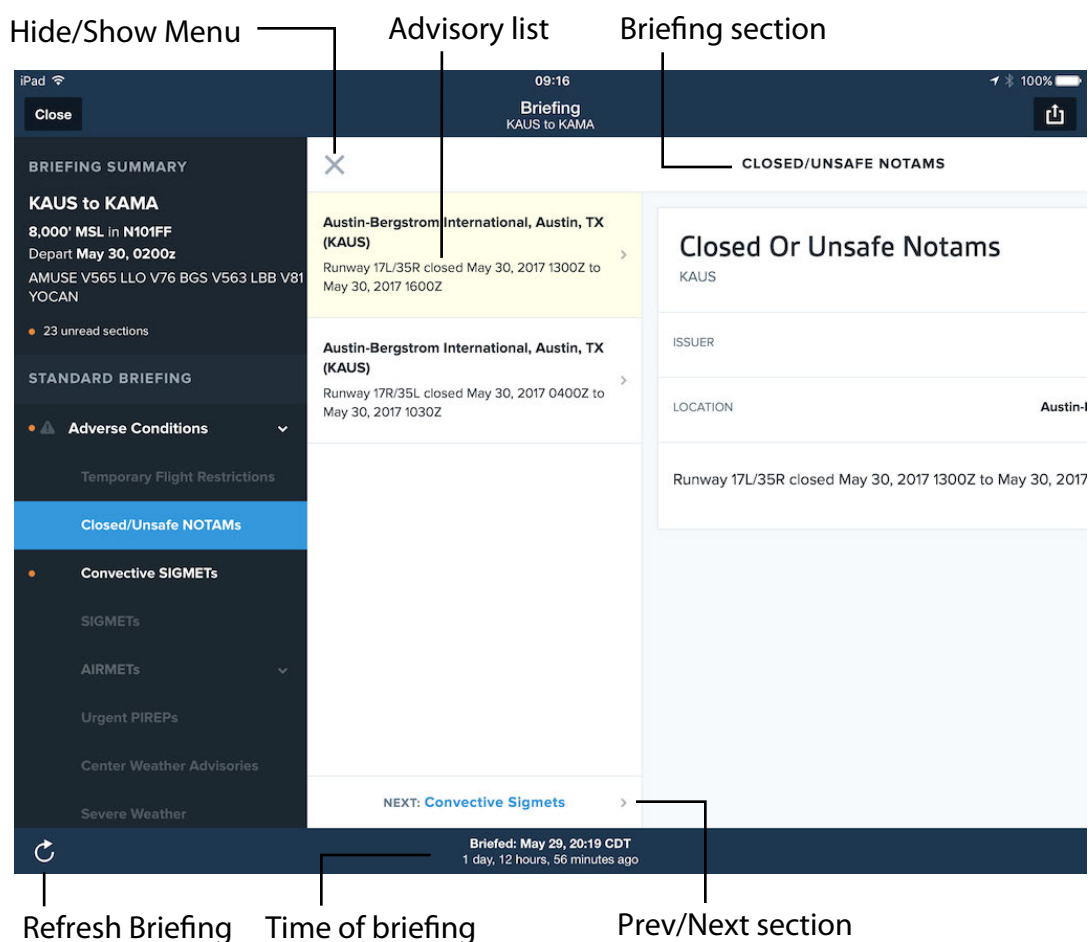 Hide/Show Menu
Advisory list
Briefing section
iPad
09:16
100%
Close
Briefing
KAUS to KAMA
BRIEFING SUMMARY
KAUS to KAMA
8,000' MSL in N101FF
Depart May 30, 0200z
AMUSE V565 LLO V76 BGS V563 LBB V81
YOCAN
23 unread sections
STANDARD BRIEFING
Adverse Conditions
Temporary Flight Restrictions
Closed/Unsafe NOTAMs
Convective SIGMETs
SIGMETs
AIRMETs
Urgent PIREPs
Center Weather Advisories
Severe Weather
CLOSED/UNSAFE NOTAMS
Austin-Bergstrom International, Austin, TX
(KAUS)
Runway 17L/35R closed May 30, 2017 1300Z to
May 30, 2017 1600Z
Austin-Bergstrom International, Austin, TX
(KAUS)
Runway 17R/35L closed May 30, 2017 0400Z to
May 30, 2017 1030Z
NEXT: Convective Sigmets
Closed Or Unsafe Notams
KAUS
ISSUER
LOCATION
Austin-
Runway 17L/35R closed May 30, 2017 1300Z to May 30, 2017
Briefed: May 29, 20:19 CDT
1 day, 12 hours, 56 minutes ago
Refresh Briefing
Time of briefing
Prev/Next section